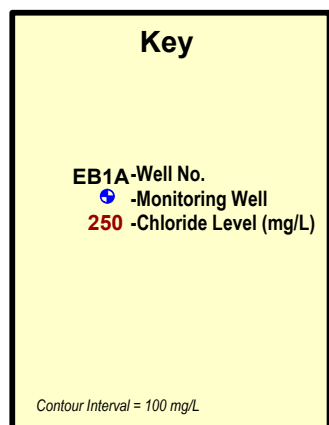 Key
EB1A-Well No.
-Monitoring Well
250 -Chloride Level (mg/L)
Contour Interval = 100 mg/L